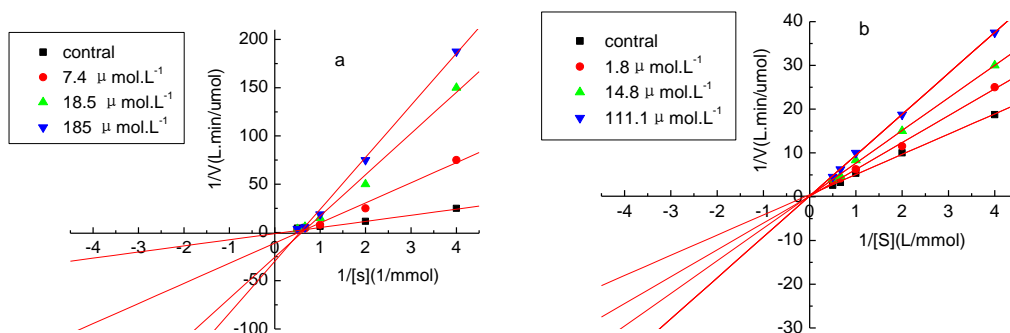 contral
7.4 μ mol.L-1
18.5 μ mol.L-1
185 μ mol.L-1
a
1/V(L.min/umol)
200
150
100
50
0
-50
-100
-4 -3 -2 -1 0 1 2 3 4
1/[s](1/mmol)
contral
1.8 μ mol.L-1
14.8 μ mol.L-1
111.1 μ mol.L-1
b
1/V(L.min/umol)
40
30
20
10
0
-10
-20
-30
-4 -3 -2 -1 0 1 2 3 4
1/[S](L/mmol)